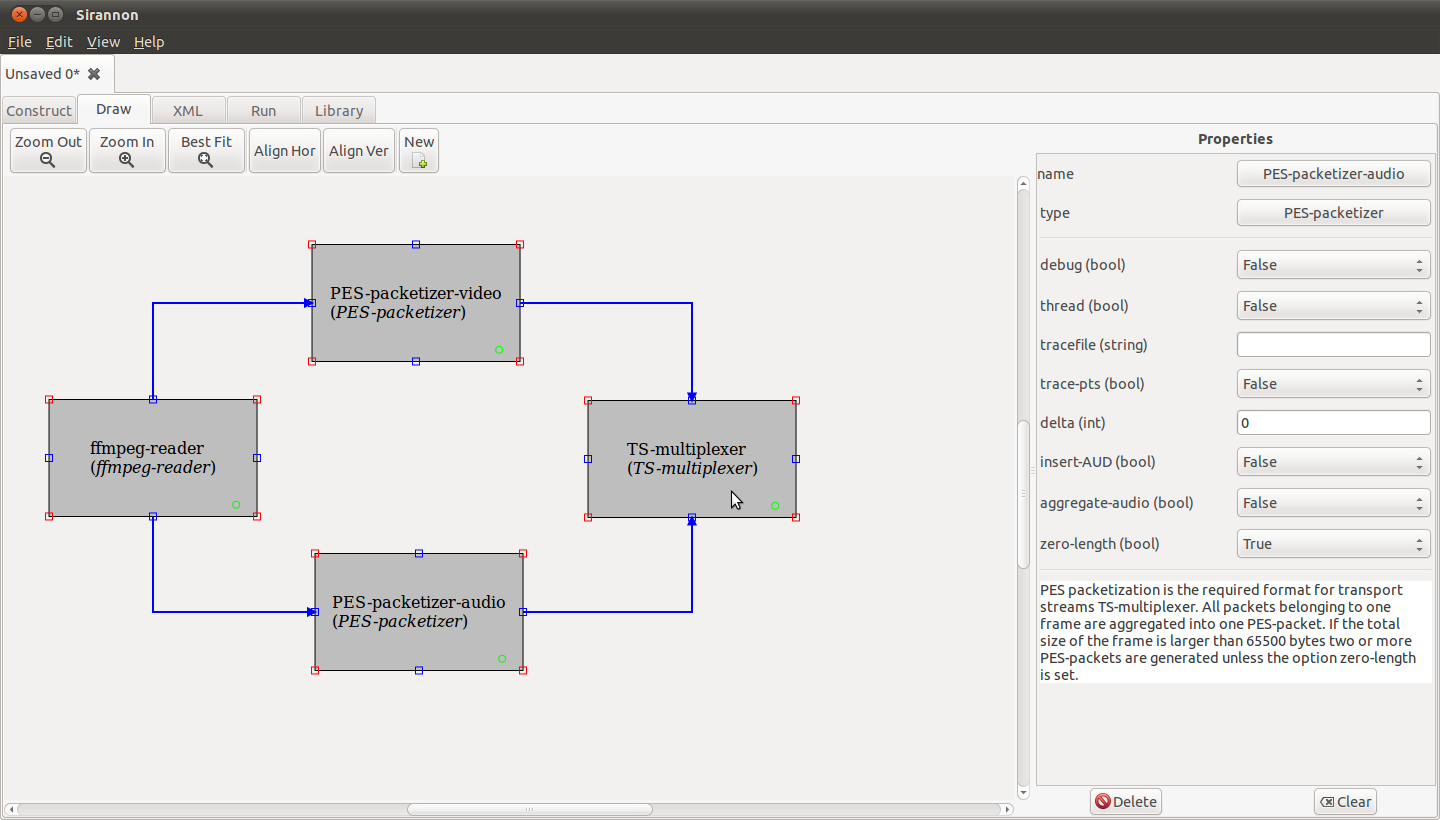 Sirannon
File Edit View Help
Unsaved 0*
Construct Draw XML Run Library
Zoom Out Zoom In Best Fit Align Hor Align Ver New
PES-packetizer-video
(PES-packetizer)
ffmpeg-reader
(ffmpeg-reader)
TS-multiplexer
(TS-multiplexer)
PES-packetizer-audio
(PES-packetizer)
Properties
name PES-packetizer-audio
type PES-packetizer
debug (bool) False
thread (bool) False
tracefile (string)
trace-pts (bool) False
delta (int) 0
insert-AUD (bool) False
aggregate-audio (bool) False
zero-length (bool) True
PES packetization is the required format for transport
streams TS-multiplexer. All packets belonging to one
frame are aggregated into one PES-packet. If the total
size of the frame is larger than 65500 bytes two or more
PES-packets are generated unless the option zero-length
is set.
Delete Clear